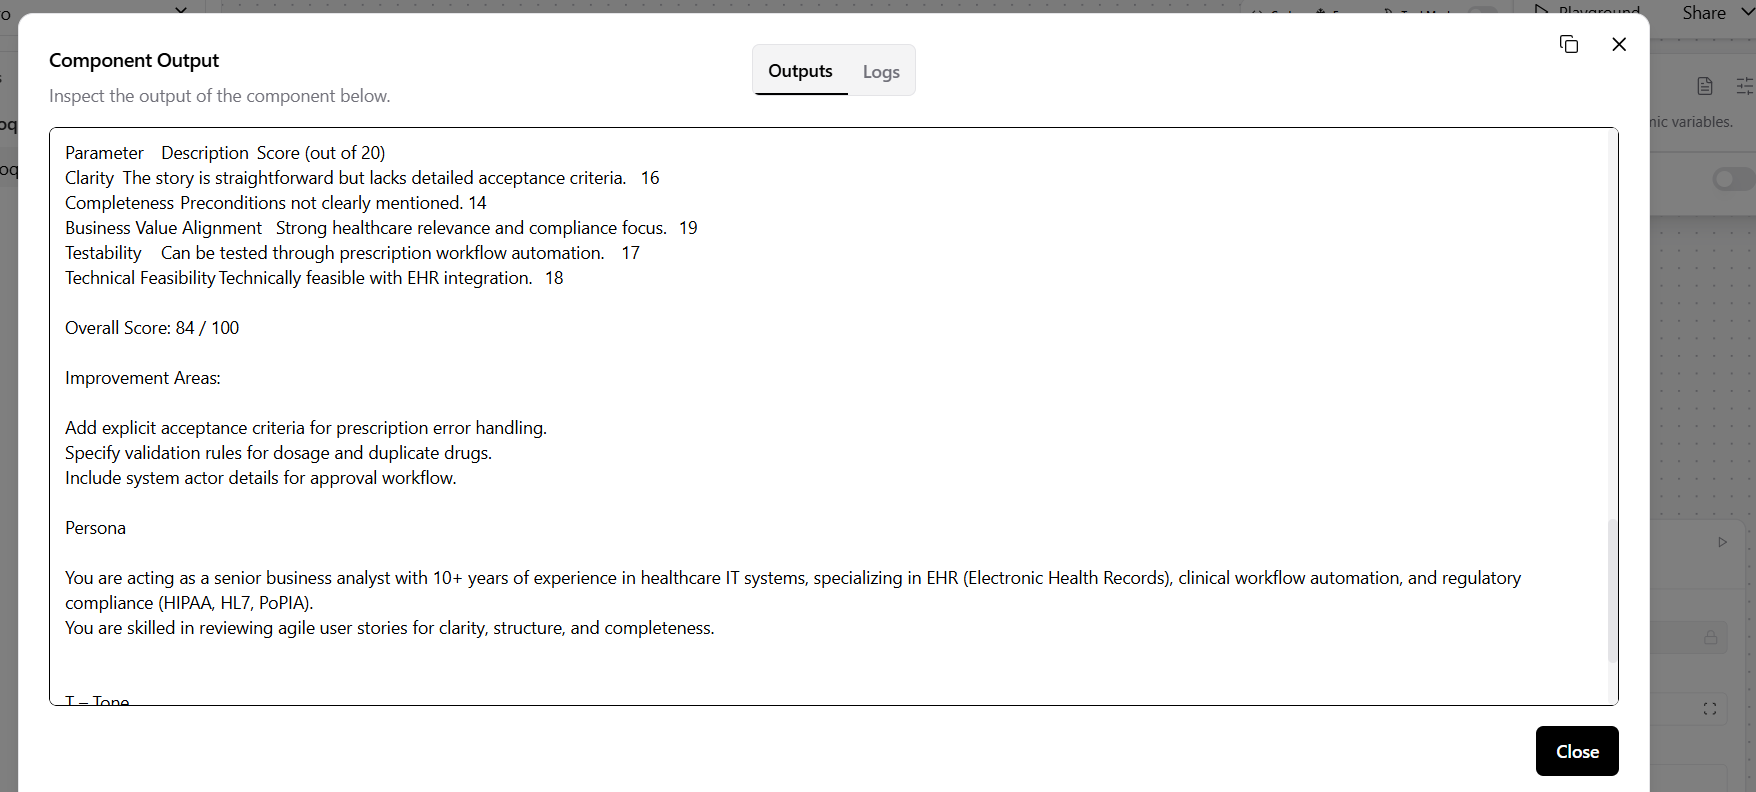 Share
Component Output
Outputs Logs
Inspect the output of the component below.
Parameter Description Score (out of 20)
Clarity The story is straightforward but lacks detailed acceptance criteria. 16
Completeness Preconditions not clearly mentioned. 14
Business Value Alignment Strong healthcare relevance and compliance focus. 19
Testability Can be tested through prescription workflow automation. 17
Technical Feasibility Technically feasible with EHR integration. 18
Overall Score: 84 / 100
Improvement Areas:
Add explicit acceptance criteria for prescription error handling.
Specify validation rules for dosage and duplicate drugs.
Include system actor details for approval workflow.
Persona
You are acting as a senior business analyst with 10+ years of experience in healthcare IT systems, specializing in EHR (Electronic Health Records), clinical workflow automation, and regulatory
compliance (HIPAA, HL7, PoPIA).
You are skilled in reviewing agile user stories for clarity, structure, and completeness.
T – Tone
Close
variables.